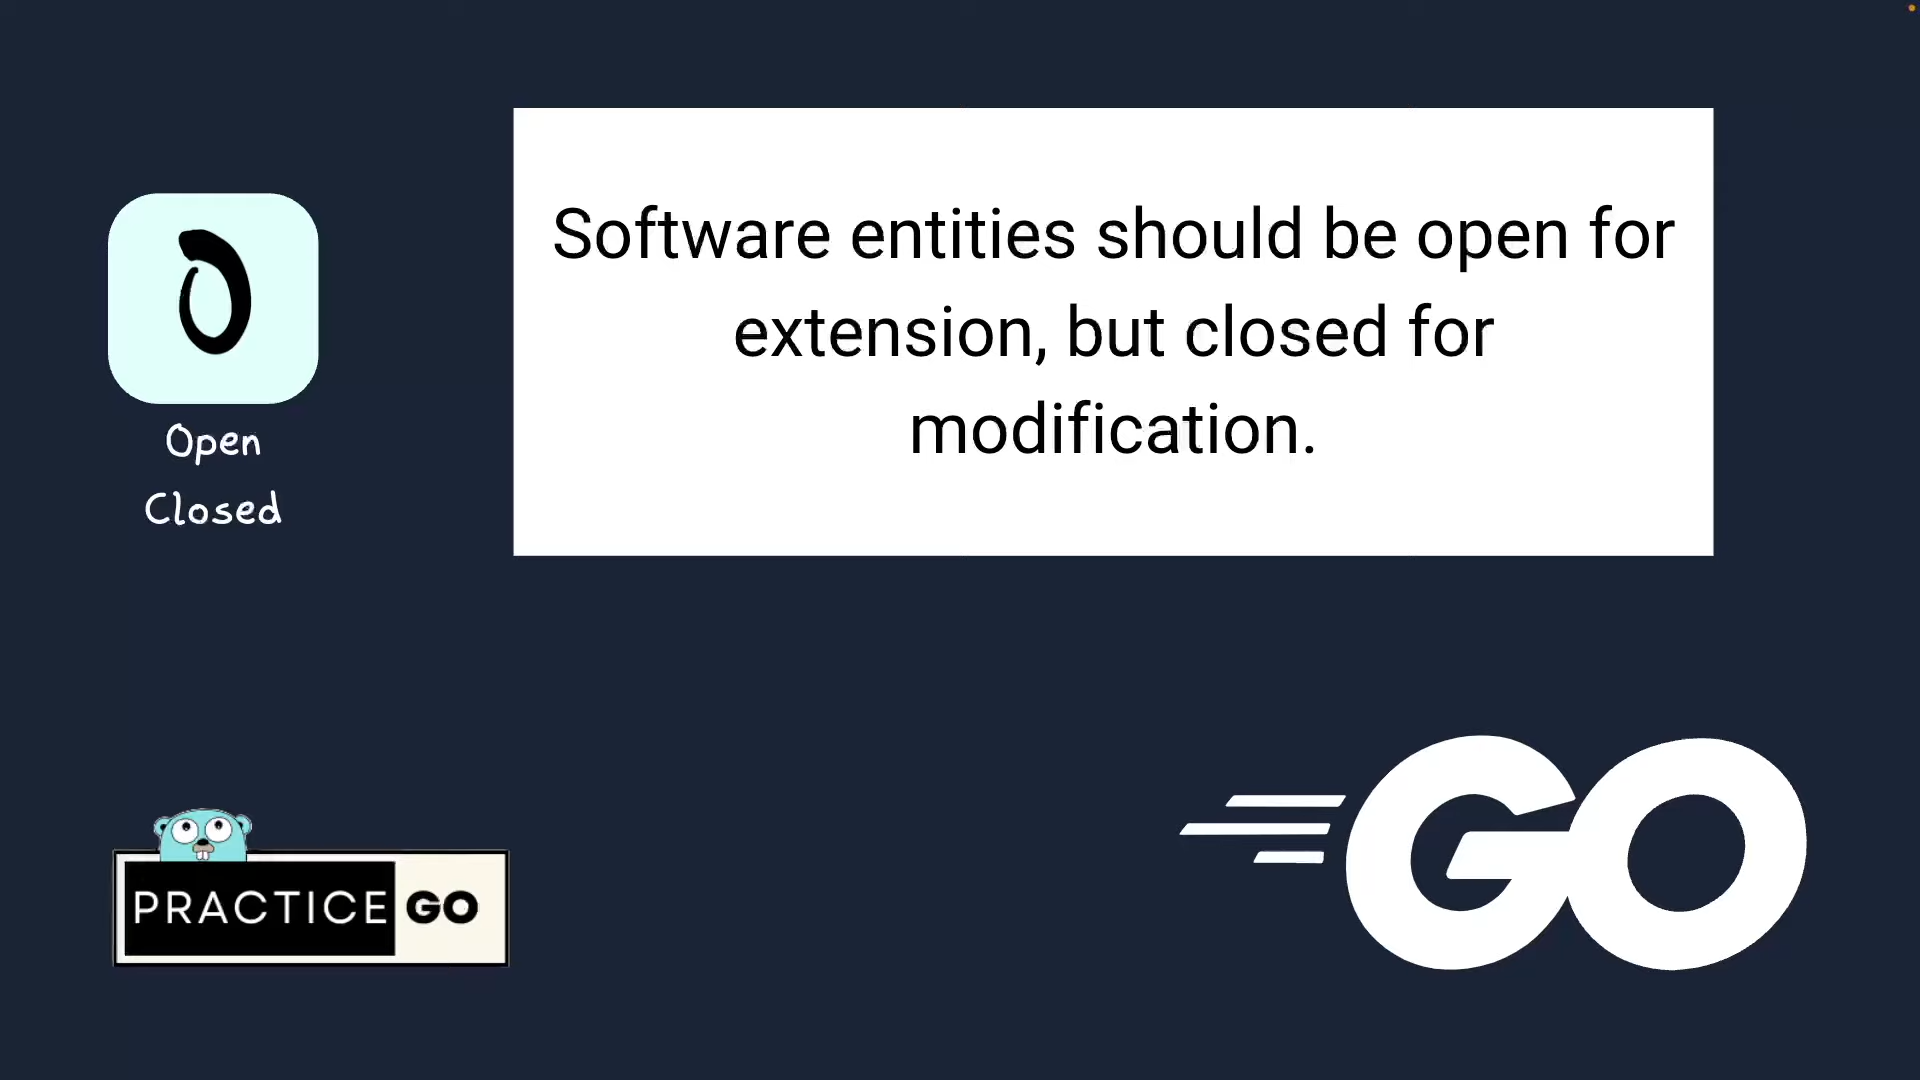 O
Open
Closed
Software entities should be open for
extension, but closed for
modification.
PRACTICE GO
GO